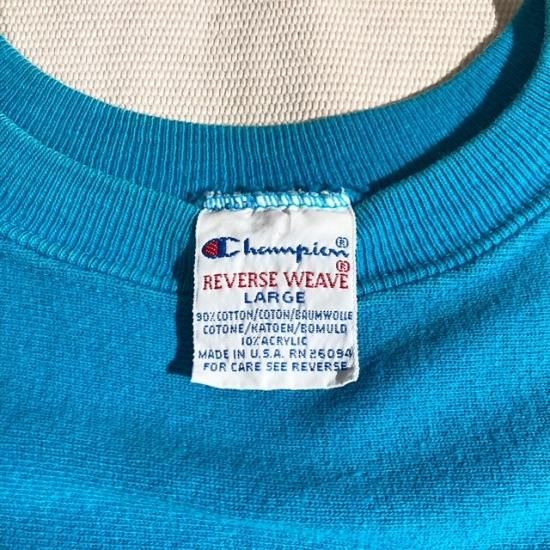 Champion®
REVERSE WEAVE®
LARGE
90% COTTON/COTON/BAUMWOLLE
COTONE/KATOEN/BOMULD
10% ACRYLIC
MADE IN U.S.A. RN 26094
FOR CARE SEE REVERSE